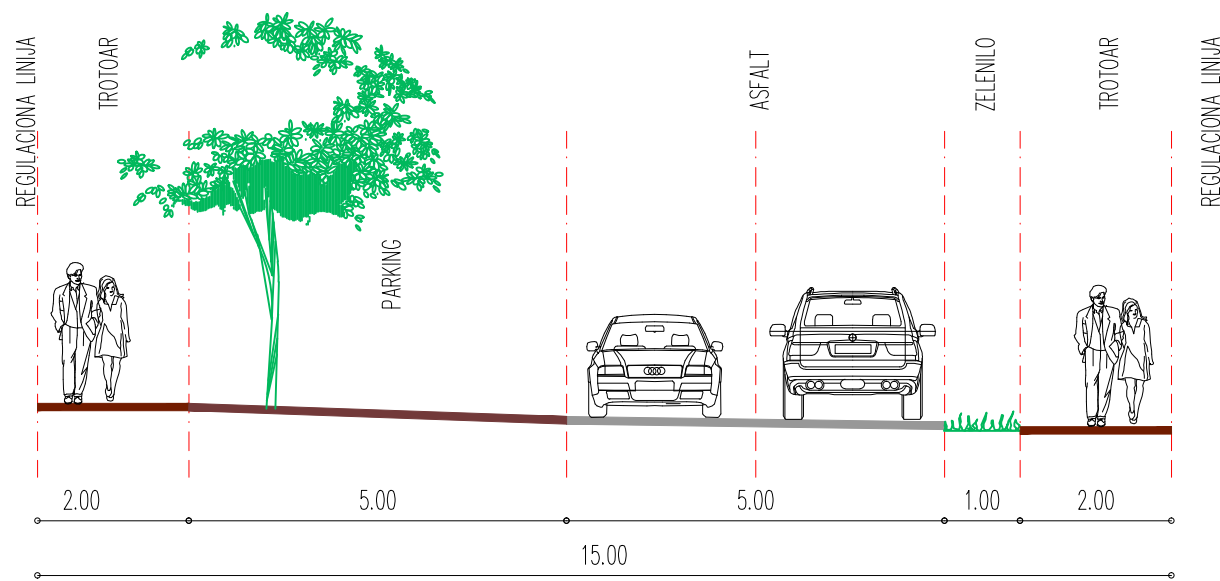 REGULACIONA LINIJA
TROTOAR
PARKING
ASFALT
ZELENILO
TROTOAR
REGULACIONA LINIJA
2.00
5.00
5.00
1.00
2.00
15.00